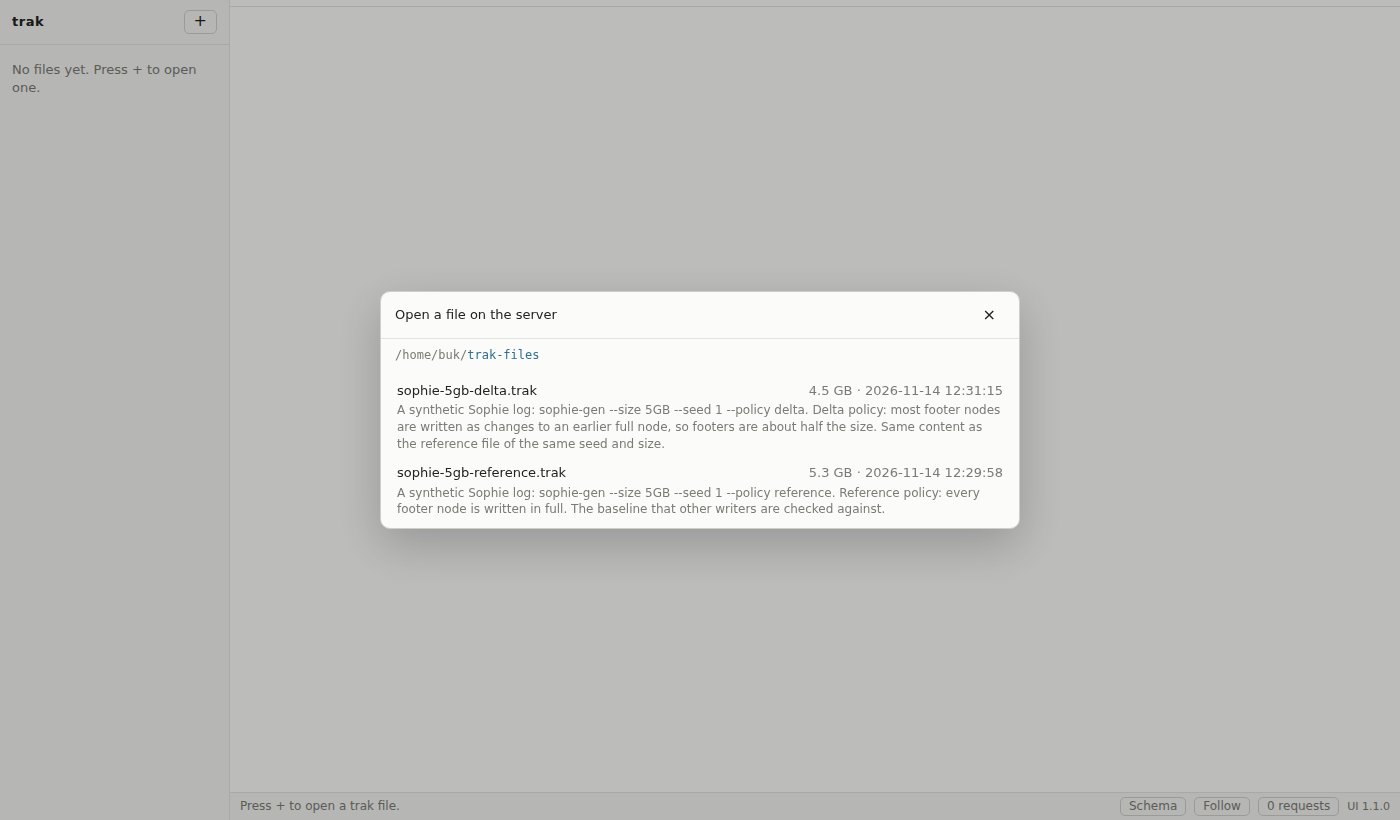 trak
+
No files yet. Press + to open
one.
Open a file on the server
×
/home/buk/trak-files
sophie-5gb-delta.trak 4.5 GB · 2026-11-14 12:31:15
A synthetic Sophie log: sophie-gen --size 5GB --seed 1 --policy delta. Delta policy: most footer nodes
are written as changes to an earlier full node, so footers are about half the size. Same content as
the reference file of the same seed and size.
sophie-5gb-reference.trak 5.3 GB · 2026-11-14 12:29:58
A synthetic Sophie log: sophie-gen --size 5GB --seed 1 --policy reference. Reference policy: every
footer node is written in full. The baseline that other writers are checked against.
Press + to open a trak file. Schema Follow 0 requests UI 1.1.0